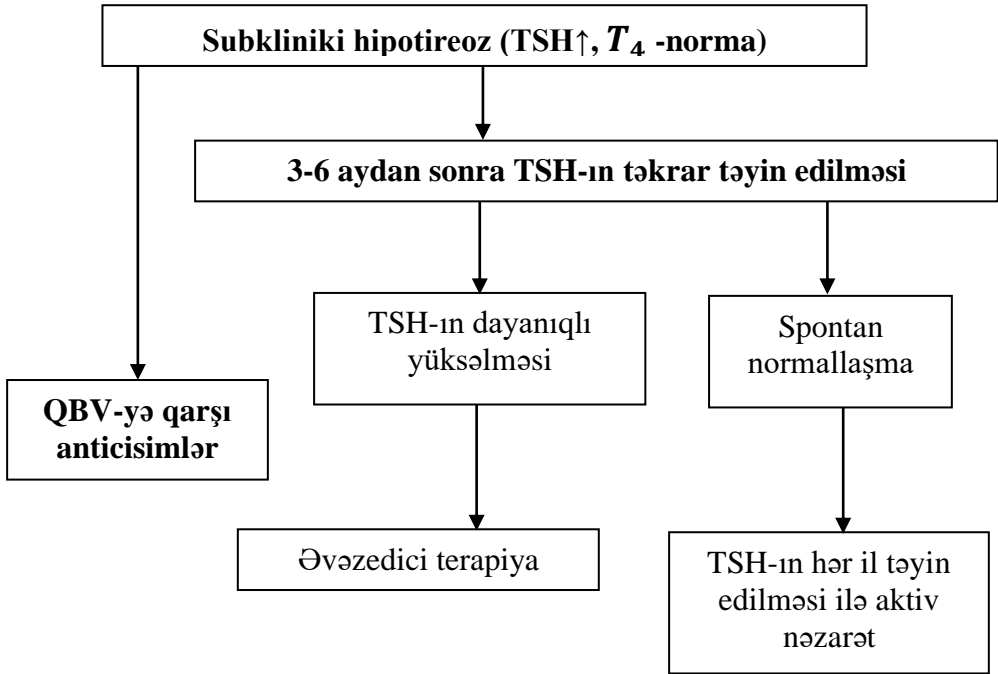 Subkliniki hipotireoz (TSH↑, T₄ -norma)
3-6 aydan sonra TSH-ın təkrar təyin edilməsi
TSH-ın dayanıqlı
yüksəlməsi
Spontan
normallaşma
QBV-yə qarşı
anticisimlər
Əvəzedici terapiya
TSH-ın hər il təyin
edilməsi ilə aktiv
nəzarət